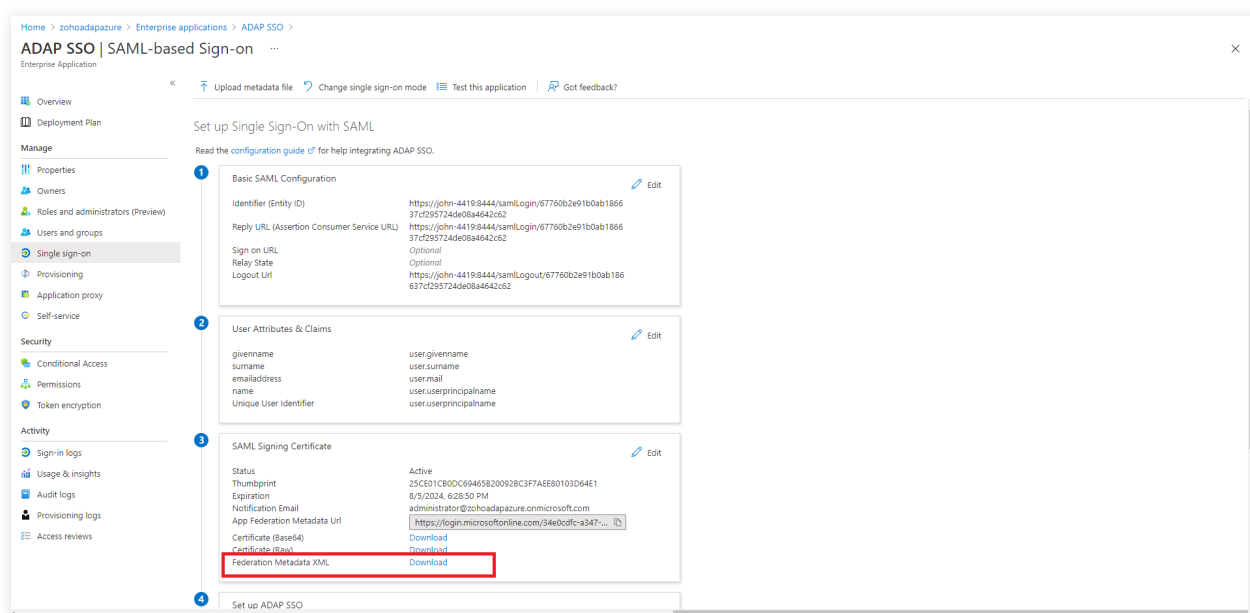 Home > zohoadapazure > Enterprise applications > ADAP SSO >
ADAP SSO | SAML-based Sign-on ...
Enterprise Application
«
Overview
Deployment Plan
Manage
Properties
Owners
Roles and administrators (Preview)
Users and groups
Single sign-on
Provisioning
Application proxy
Self-service
Security
Conditional Access
Permissions
Token encryption
Activity
Sign-in logs
Usage & insights
Audit logs
Provisioning logs
Access reviews
Upload metadata file Change single sign-on mode Test this application | Got feedback?
Set up Single Sign-On with SAML
Read the configuration guide for help integrating ADAP SSO.
1
Basic SAML Configuration
Edit
Identifier (Entity ID) https://john-4419:8444/samlLogin/67760b2e91b0ab1866
37cf295724de08a4642c62
Reply URL (Assertion Consumer Service URL) https://john-4419:8444/samlLogin/67760b2e91b0ab1866
37cf295724de08a4642c62
Sign on URL Optional
Relay State Optional
Logout Url https://john-4419:8444/samlLogout/67760b2e91b0ab186
637cf295724de08a4642c62
2
User Attributes & Claims
Edit
givenname user.givenname
surname user.surname
emailaddress user.mail
name user.userprincipalname
Unique User Identifier user.userprincipalname
3
SAML Signing Certificate
Edit
Status Active
Thumbprint 25CE01CB0DC69465B20092BC3F7AEE80103D64E1
Expiration 8/5/2024, 6:28:50 PM
Notification Email administrator@zohoadapazure.onmicrosoft.com
App Federation Metadata Url https://login.microsoftonline.com/34e0cdfc-a347-...
Certificate (Base64) Download
Certificate (Raw) Download
Federation Metadata XML Download
4
Set up ADAP SSO